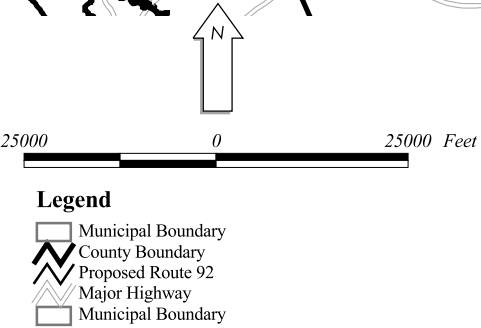 N
25000 0 25000 Feet
Legend
Municipal Boundary
County Boundary
Proposed Route 92
Major Highway
Municipal Boundary